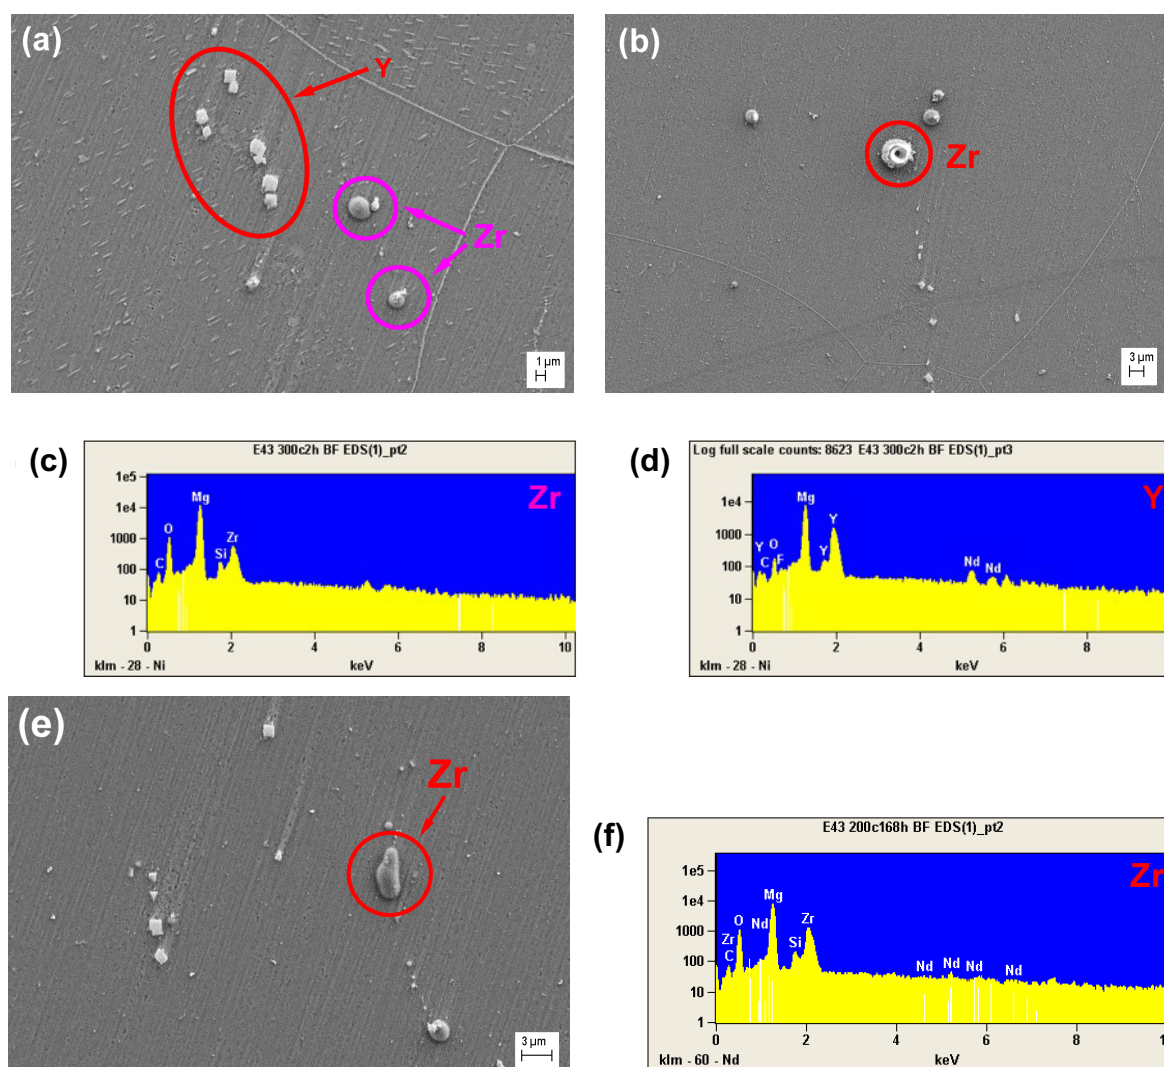 (a)
Y
Zr
1 µm
(b)
Zr
3 µm
(c)
E43 300c2h BF EDS(1)_pt2
Zr
1e5
1e4
1000
100
10
1
C
O
Mg
Si
Zr
0 2 4 6 8 10
klm - 28 - Ni
keV
(d)
Log full scale counts: 8623 E43 300c2h BF EDS(1)_pt3
Y
1e4
1000
100
10
1
Y
C
O
F
Mg
Y
Y
Nd
Nd
0 2 4 6 8
klm - 28 - Ni
keV
(e)
Zr
3 µm
(f)
E43 200c168h BF EDS(1)_pt2
Zr
1e5
1e4
1000
100
10
1
Zr
C
O
Nd
Mg
Si
Zr
Nd
Nd
Nd
Nd
0 2 4 6 8 1
klm - 60 - Nd
keV